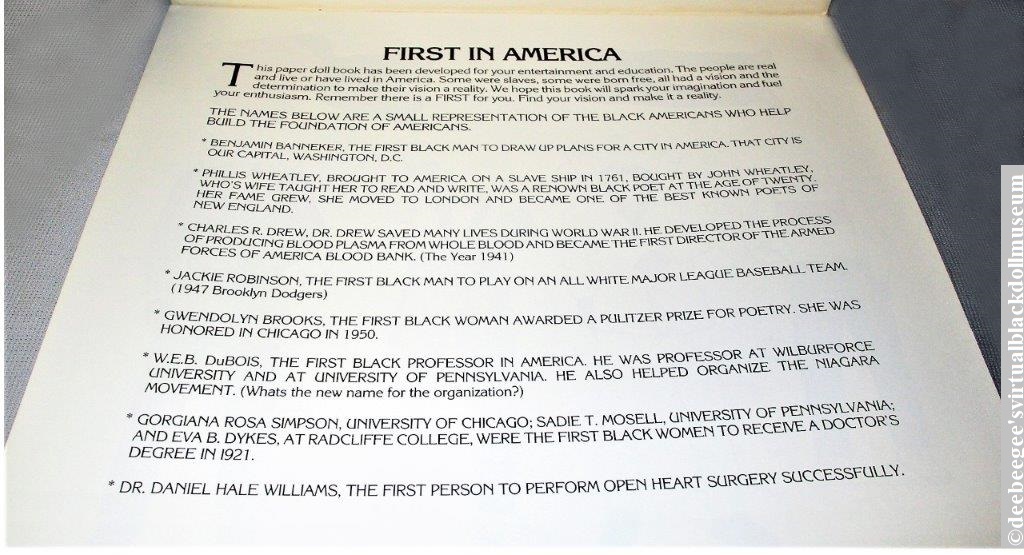 FIRST IN AMERICA
This paper doll book has been developed for your entertainment and education. The people are real
and live or have lived in America. Some were slaves, some were born free, all had a vision and the
determination to make their vision a reality. We hope this book will spark your imagination and fuel
your enthusiasm. Remember there is a FIRST for you. Find your vision and make it a reality.
THE NAMES BELOW ARE A SMALL REPRESENTATION OF THE BLACK AMERICANS WHO HELP
BUILD THE FOUNDATION OF AMERICANS.
* BENJAMIN BANNEKER, THE FIRST BLACK MAN TO DRAW UP PLANS FOR A CITY IN AMERICA. THAT CITY IS
OUR CAPITAL, WASHINGTON, D.C.
* PHILLIS WHEATLEY, BROUGHT TO AMERICA ON A SLAVE SHIP IN 1761, BOUGHT BY JOHN WHEATLEY,
WHO'S WIFE TAUGHT HER TO READ AND WRITE, WAS A RENOWN BLACK POET AT THE AGE OF TWENTY.
HER FAME GREW, SHE MOVED TO LONDON AND BECAME ONE OF THE BEST KNOWN POETS OF
NEW ENGLAND.
* CHARLES R. DREW, DR. DREW SAVED MANY LIVES DURING WORLD WAR II. HE DEVELOPED THE PROCESS
OF PRODUCING BLOOD PLASMA FROM WHOLE BLOOD AND BECAME THE FIRST DIRECTOR OF THE ARMED
FORCES OF AMERICA BLOOD BANK. (The Year 1941)
* JACKIE ROBINSON, THE FIRST BLACK MAN TO PLAY ON AN ALL WHITE MAJOR LEAGUE BASEBALL TEAM.
(1947 Brooklyn Dodgers)
* GWENDOLYN BROOKS, THE FIRST BLACK WOMAN AWARDED A PULITZER PRIZE FOR POETRY. SHE WAS
HONORED IN CHICAGO IN 1950.
* W.E.B. DuBOIS, THE FIRST BLACK PROFESSOR IN AMERICA. HE WAS PROFESSOR AT WILBURFORCE
UNIVERSITY AND AT UNIVERSITY OF PENNSYLVANIA. HE ALSO HELPED ORGANIZE THE NIAGARA
MOVEMENT. (Whats the new name for the organization?)
* GORGIANA ROSA SIMPSON, UNIVERSITY OF CHICAGO; SADIE T. MOSELL, UNIVERSITY OF PENNSYLVANIA;
AND EVA B. DYKES, AT RADCLIFFE COLLEGE, WERE THE FIRST BLACK WOMEN TO RECEIVE A DOCTOR'S
DEGREE IN 1921.
* DR. DANIEL HALE WILLIAMS, THE FIRST PERSON TO PERFORM OPEN HEART SURGERY SUCCESSFULLY.
©deebeegee'svirtualblackdollmuseum